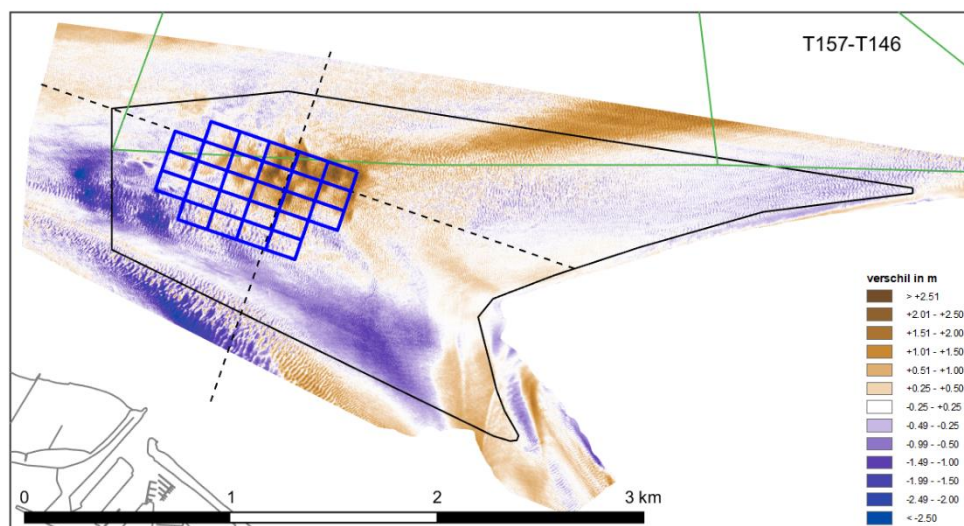 T157-T146
verschil in m
> +2.51
+2.01 - +2.50
+1.51 - +2.00
+1.01 - +1.50
+0.51 - +1.00
+0.25 - +0.50
-0.25 - +0.25
-0.49 - -0.25
-0.99 - -0.50
-1.49 - -1.00
-1.99 - -1.50
-2.49 - -2.00
< -2.50
0 1 2 3 km